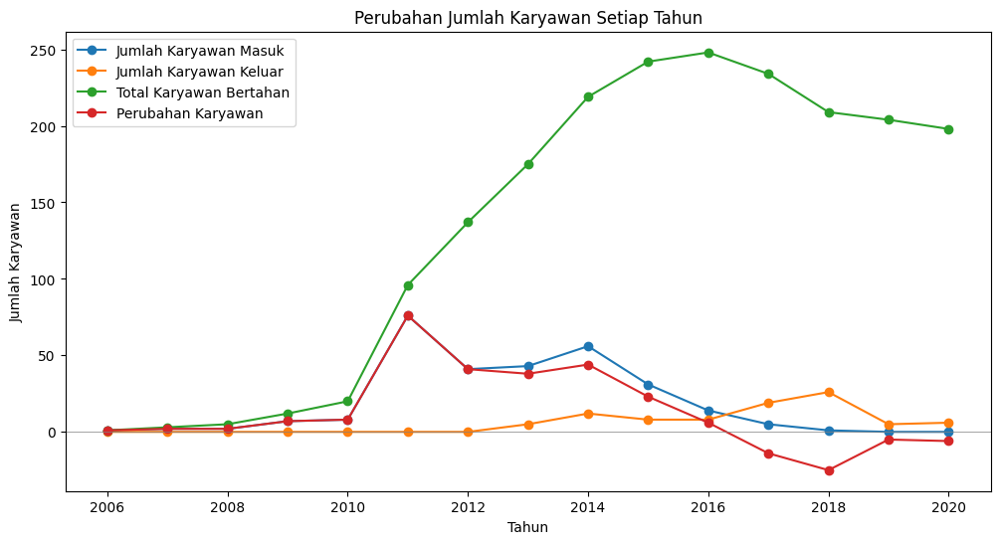 Perubahan Jumlah Karyawan Setiap Tahun
Jumlah Karyawan Masuk
Jumlah Karyawan Keluar
Total Karyawan Bertahan
Perubahan Karyawan
Jumlah Karyawan
250
200
150
100
50
0
2006 2008 2010 2012 2014 2016 2018 2020
Tahun